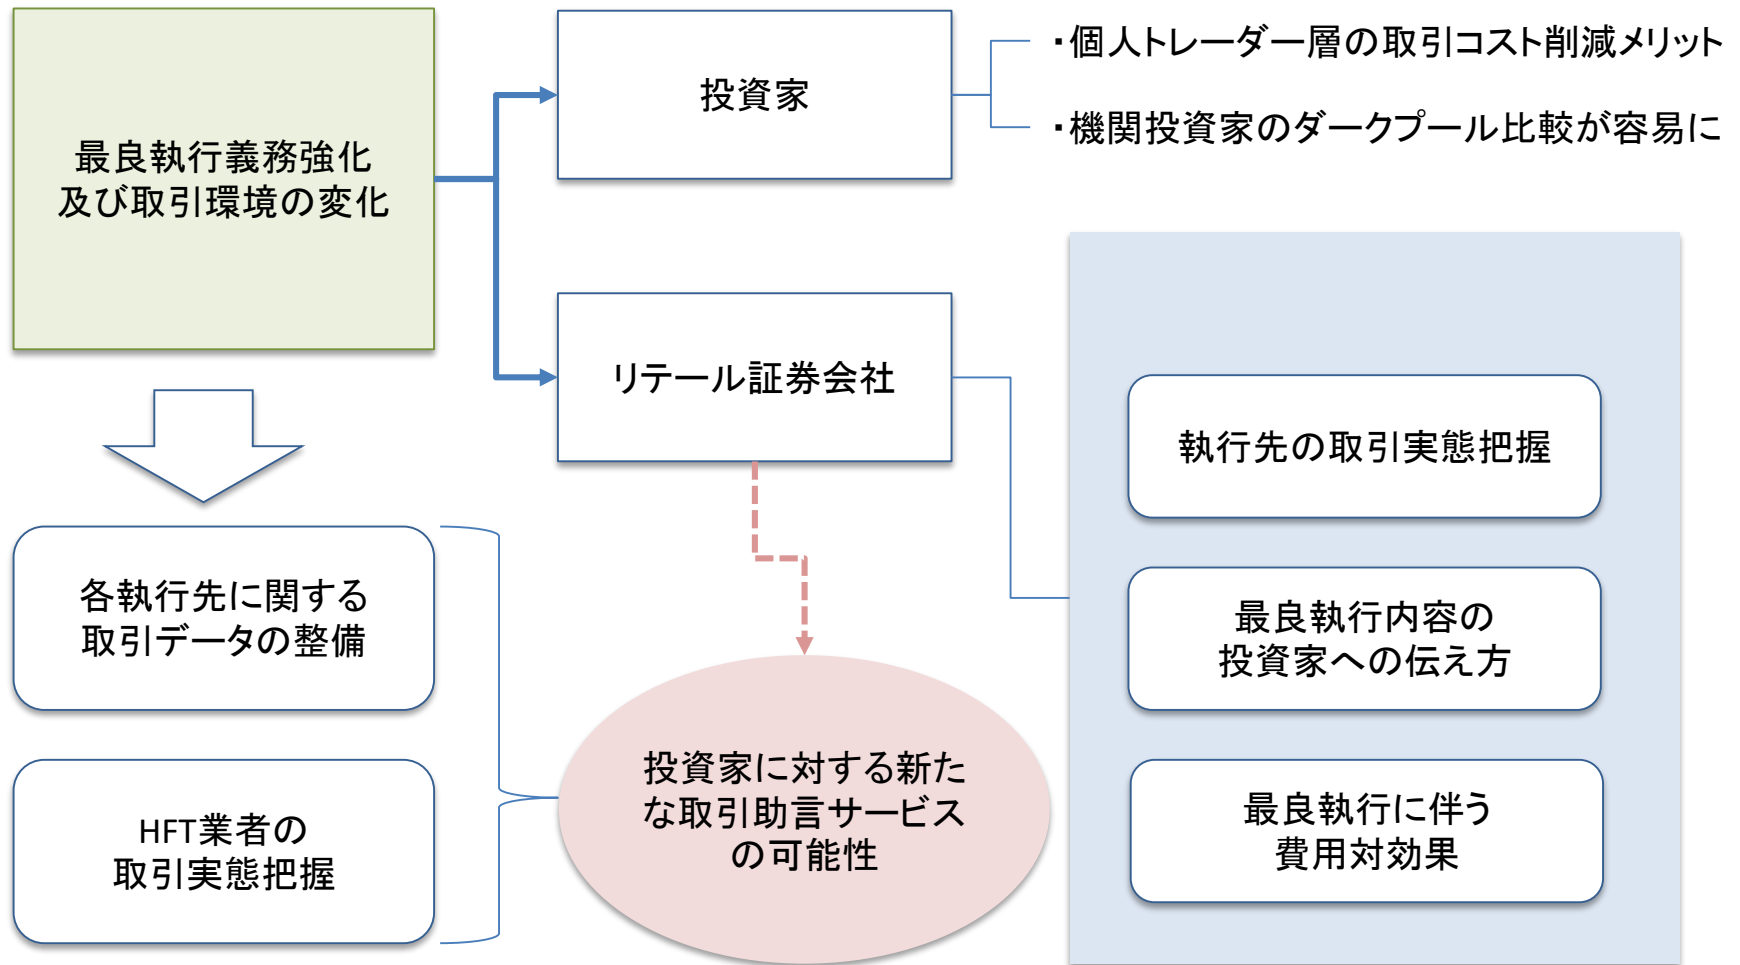 最良執行義務強化
及び取引環境の変化
投資家
・個人トレーダー層の取引コスト削減メリット
・機関投資家のダークプール比較が容易に
リテール証券会社
執行先の取引実態把握
最良執行内容の
投資家への伝え方
最良執行に伴う
費用対効果
各執行先に関する
取引データの整備
HFT業者の
取引実態把握
投資家に対する新た
な取引助言サービス
の可能性